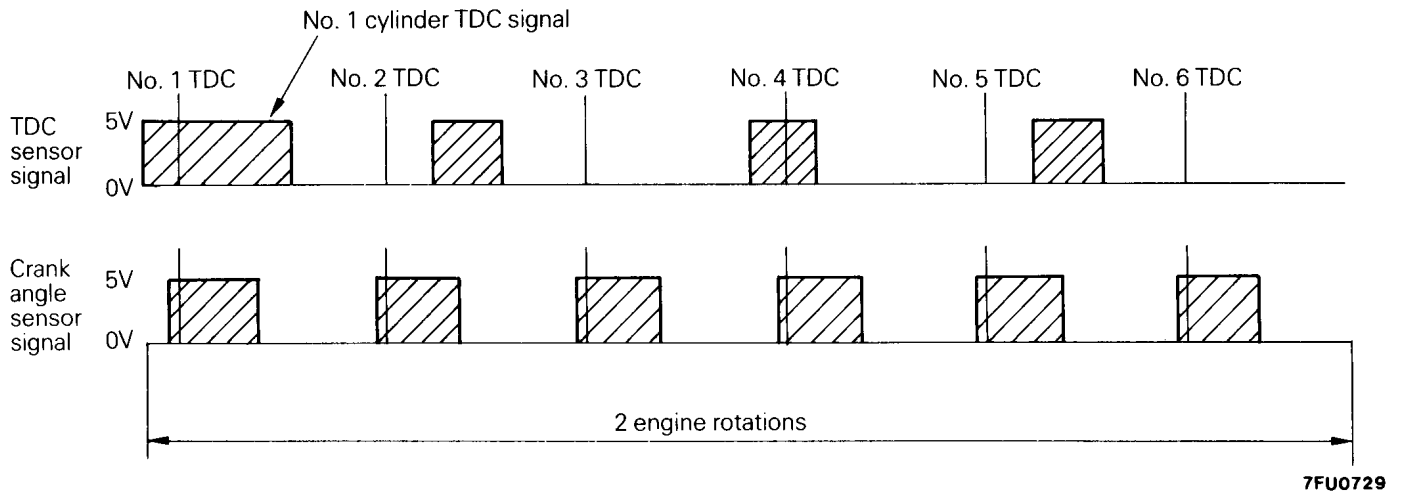 No. 1 cylinder TDC signal
No. 1 TDC
No. 2 TDC
No. 3 TDC
No. 4 TDC
No. 5 TDC
No. 6 TDC
TDC
sensor
signal
5V
0V
Crank
angle
sensor
signal
5V
0V
2 engine rotations
7FU0729